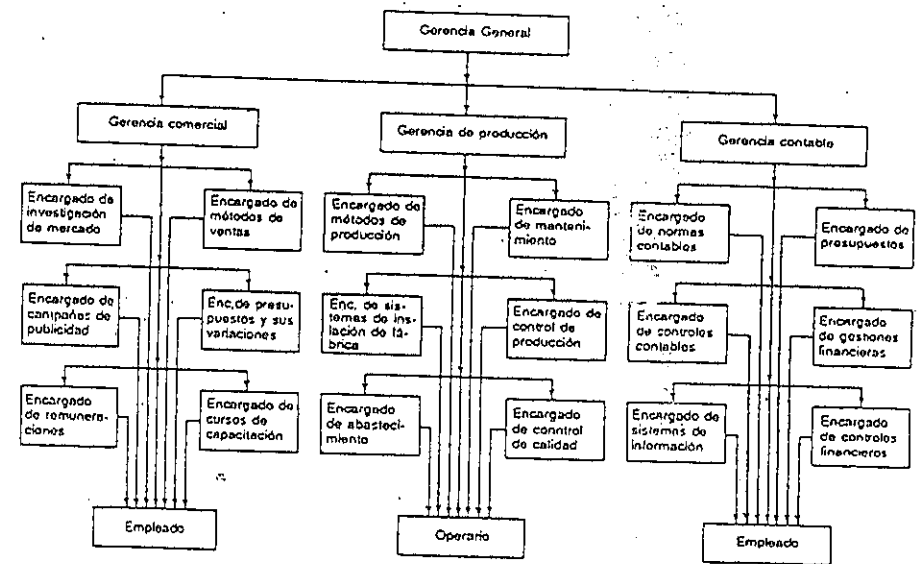 Gerencia General
Gerencia comercial
Gerencia de producción
Gerencia contable
Encargado de
investigación
de mercado
Encargado de
métodos de
ventas
Encargado de
métodos de
producción
Encargado
de manteni-
miento
Encargado
de normas
contables
Encargado de
presupuestos
Encargado de
campañas de
publicidad
Enc, de presu-
puestos y sus
variaciones
Enc. de sis-
temas de ins-
lación de fá-
brica
Encargado de
control de
producción
Encargado
de controles
contables
Encargado
de gestiones
financieras
Encargado
de remunera-
ciones
Encargado de
cursos de
capacitación
Encargado
de abasteci-
miento
Encargado
de conntrol
de calidad
Encargado de
sistemas de
información
Encargado
de controles
financieros
Empleado
Operario
Empleado